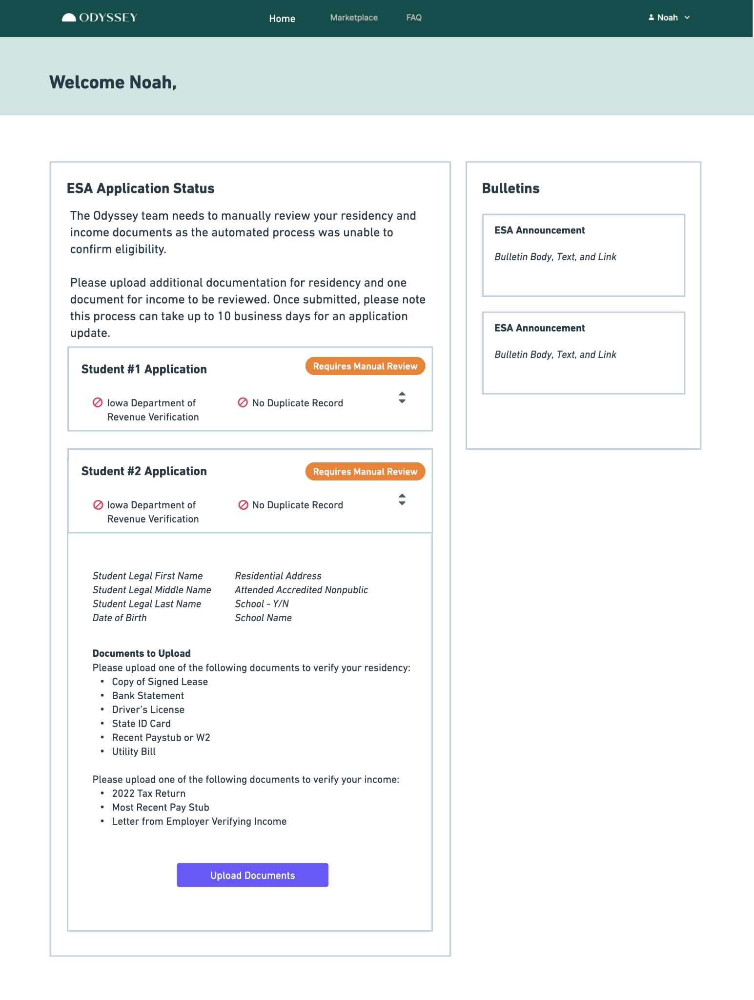 ODYSSEY
Home
Marketplace
FAQ
Noah
Welcome Noah,
ESA Application Status
The Odyssey team needs to manually review your residency and
income documents as the automated process was unable to
confirm eligibility.
Please upload additional documentation for residency and one
document for income to be reviewed. Once submitted, please note
this process can take up to 10 business days for an application
update.
Student #1 Application
Requires Manual Review
Iowa Department of
Revenue Verification
No Duplicate Record
Student #2 Application
Requires Manual Review
Iowa Department of
Revenue Verification
No Duplicate Record
Student Legal First Name
Student Legal Middle Name
Student Legal Last Name
Date of Birth
Residential Address
Attended Accredited Nonpublic
School - Y/N
School Name
Documents to Upload
Please upload one of the following documents to verify your residency:
• Copy of Signed Lease
• Bank Statement
• Driver’s License
• State ID Card
• Recent Paystub or W2
• Utility Bill
Please upload one of the following documents to verify your income:
• 2022 Tax Return
• Most Recent Pay Stub
• Letter from Employer Verifying Income
Upload Documents
Bulletins
ESA Announcement
Bulletin Body, Text, and Link
ESA Announcement
Bulletin Body, Text, and Link